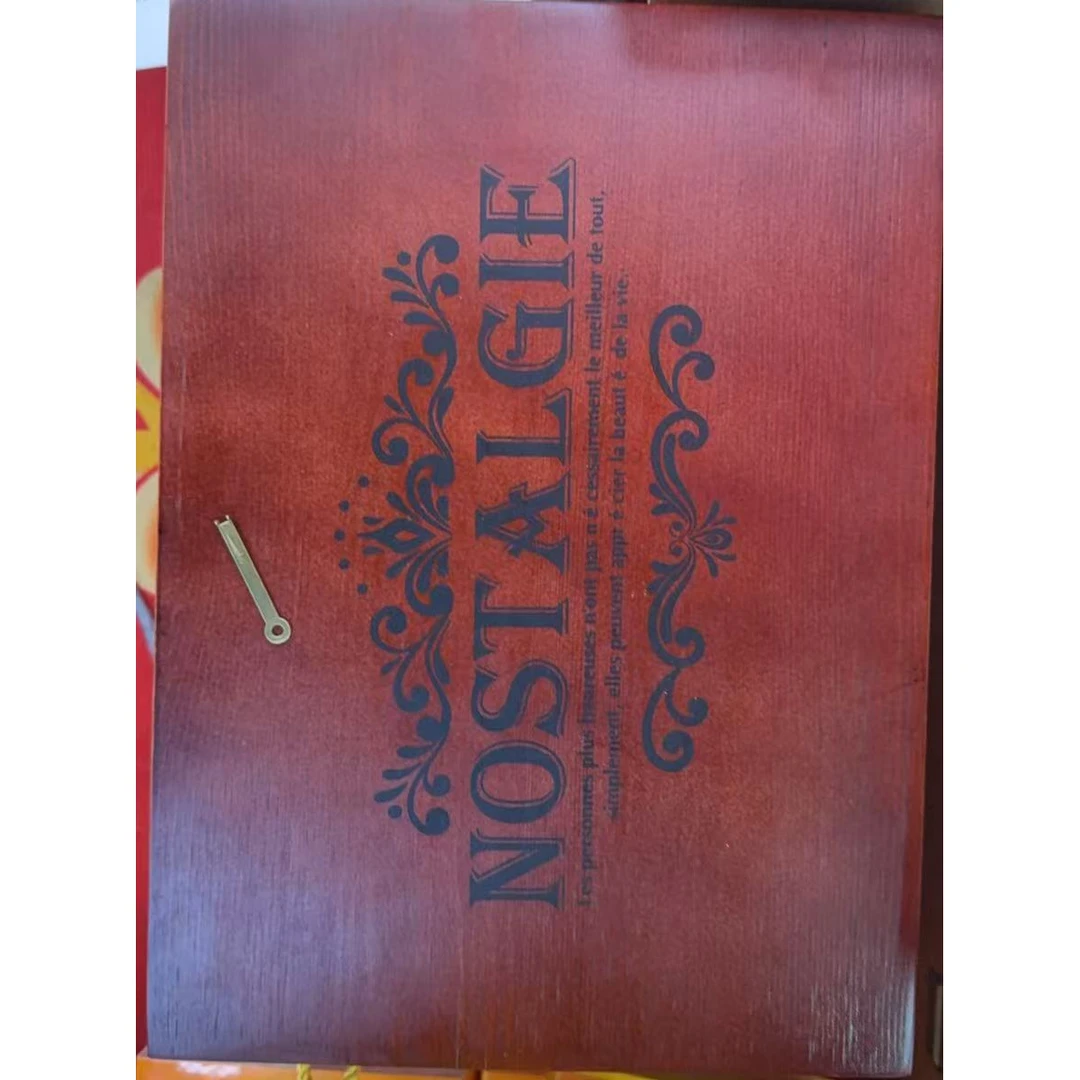 NOSTALGIE
Les personnes plus heureuses n'ont pas n é cessairement le meilleur de tout,
simplement, elles peuvent appr é cier la beaut é de la vie.